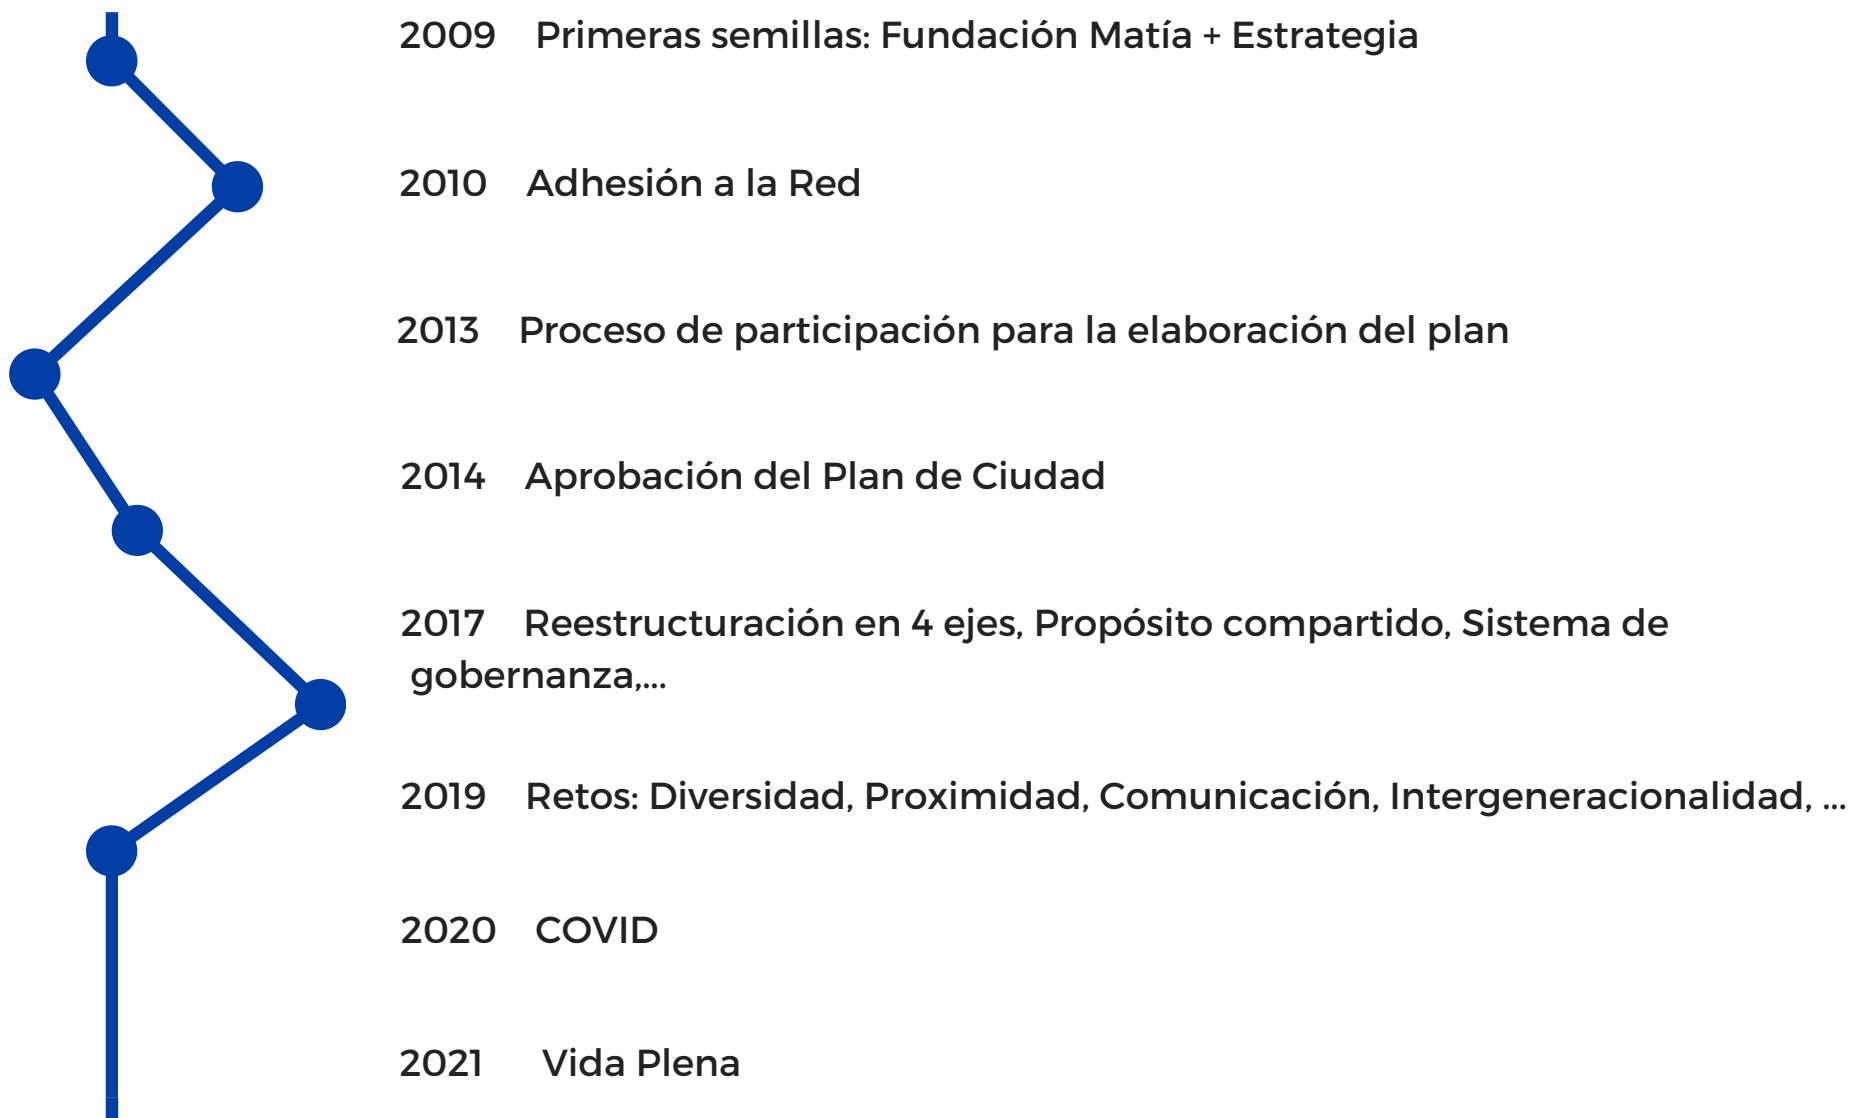 2009 Primeras semillas: Fundación Matía + Estrategia
2010 Adhesión a la Red
2013 Proceso de participación para la elaboración del plan
2014 Aprobación del Plan de Ciudad
2017 Reestructuración en 4 ejes, Propósito compartido, Sistema de
gobernanza,...
2019 Retos: Diversidad, Proximidad, Comunicación, Intergeneracionalidad, ...
2020 COVID
2021 Vida Plena